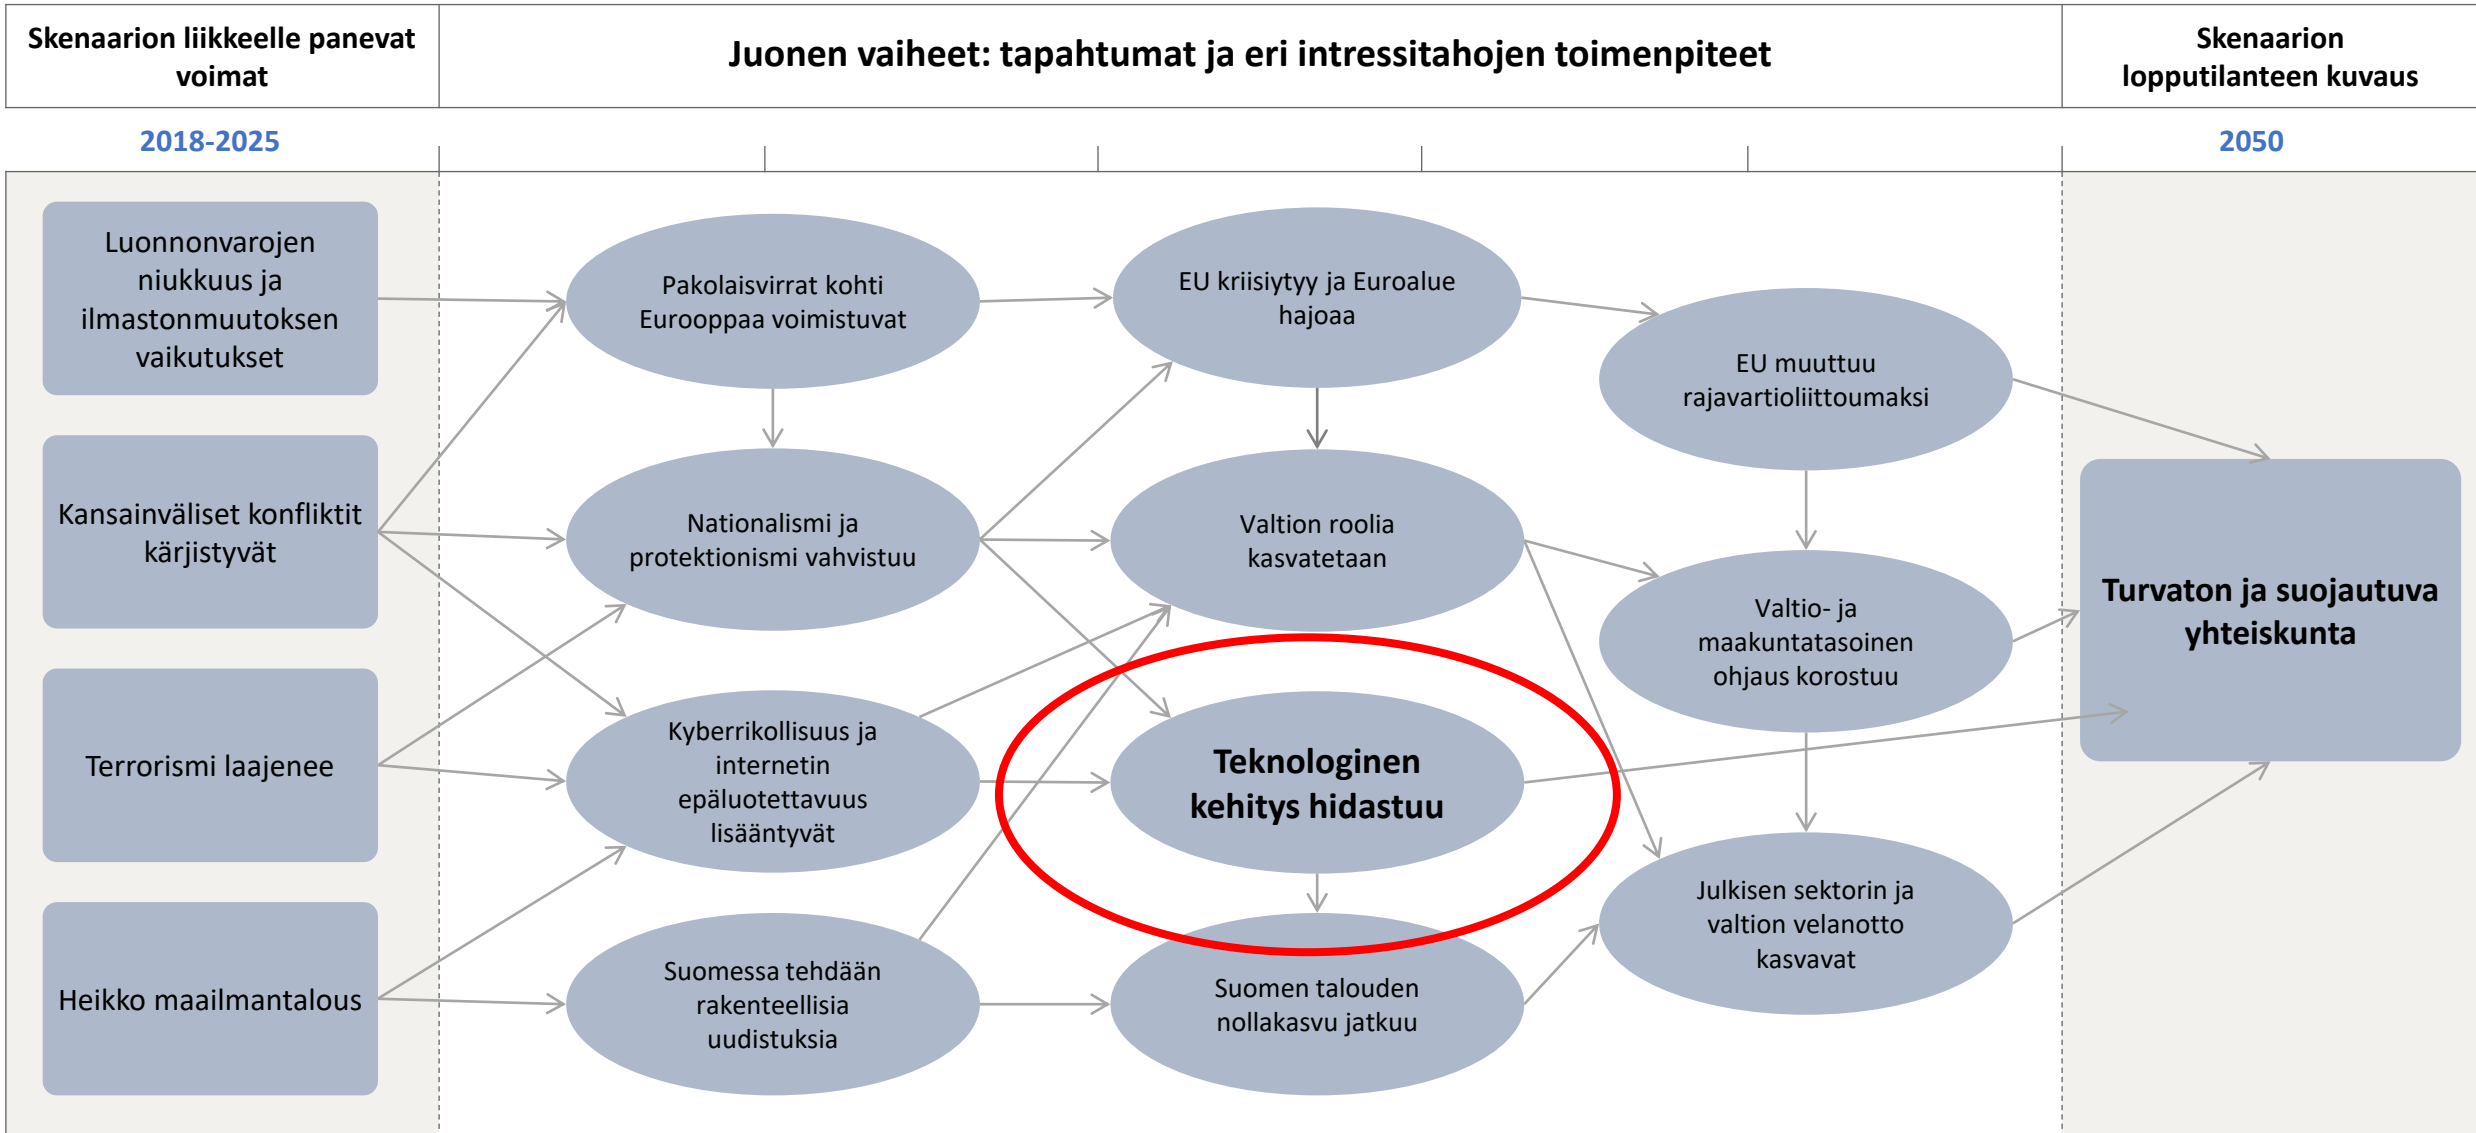 Skenaarion liikkeelle panevat
voimat
Juonen vaiheet: tapahtumat ja eri intressitahojen toimenpiteet
Skenaarion
lopputilanteen kuvaus
2018-2025
2050
Luonnonvarojen
niukkuus ja
ilmastonmuutoksen
vaikutukset
Kansainväliset konfliktit
kärjistyvät
Terrorismi laajenee
Heikko maailmantalous
Pakolaisvirrat kohti
Eurooppaa voimistuvat
Nationalismi ja
protektionismi vahvistuu
Kyberrikollisuus ja
internetin
epäluotettavuus
lisääntyvät
Suomessa tehdään
rakenteellisia
uudistuksia
EU kriisiytyy ja Euroalue
hajoaa
Valtion roolia
kasvatetaan
Teknologinen
kehitys hidastuu
Suomen talouden
nollakasvu jatkuu
EU muuttuu
rajavartioliittoumaksi
Valtio- ja
maakuntatasoinen
ohjaus korostuu
Julkisen sektorin ja
valtion velanotto
kasvavat
Turvaton ja suojautuva
yhteiskunta